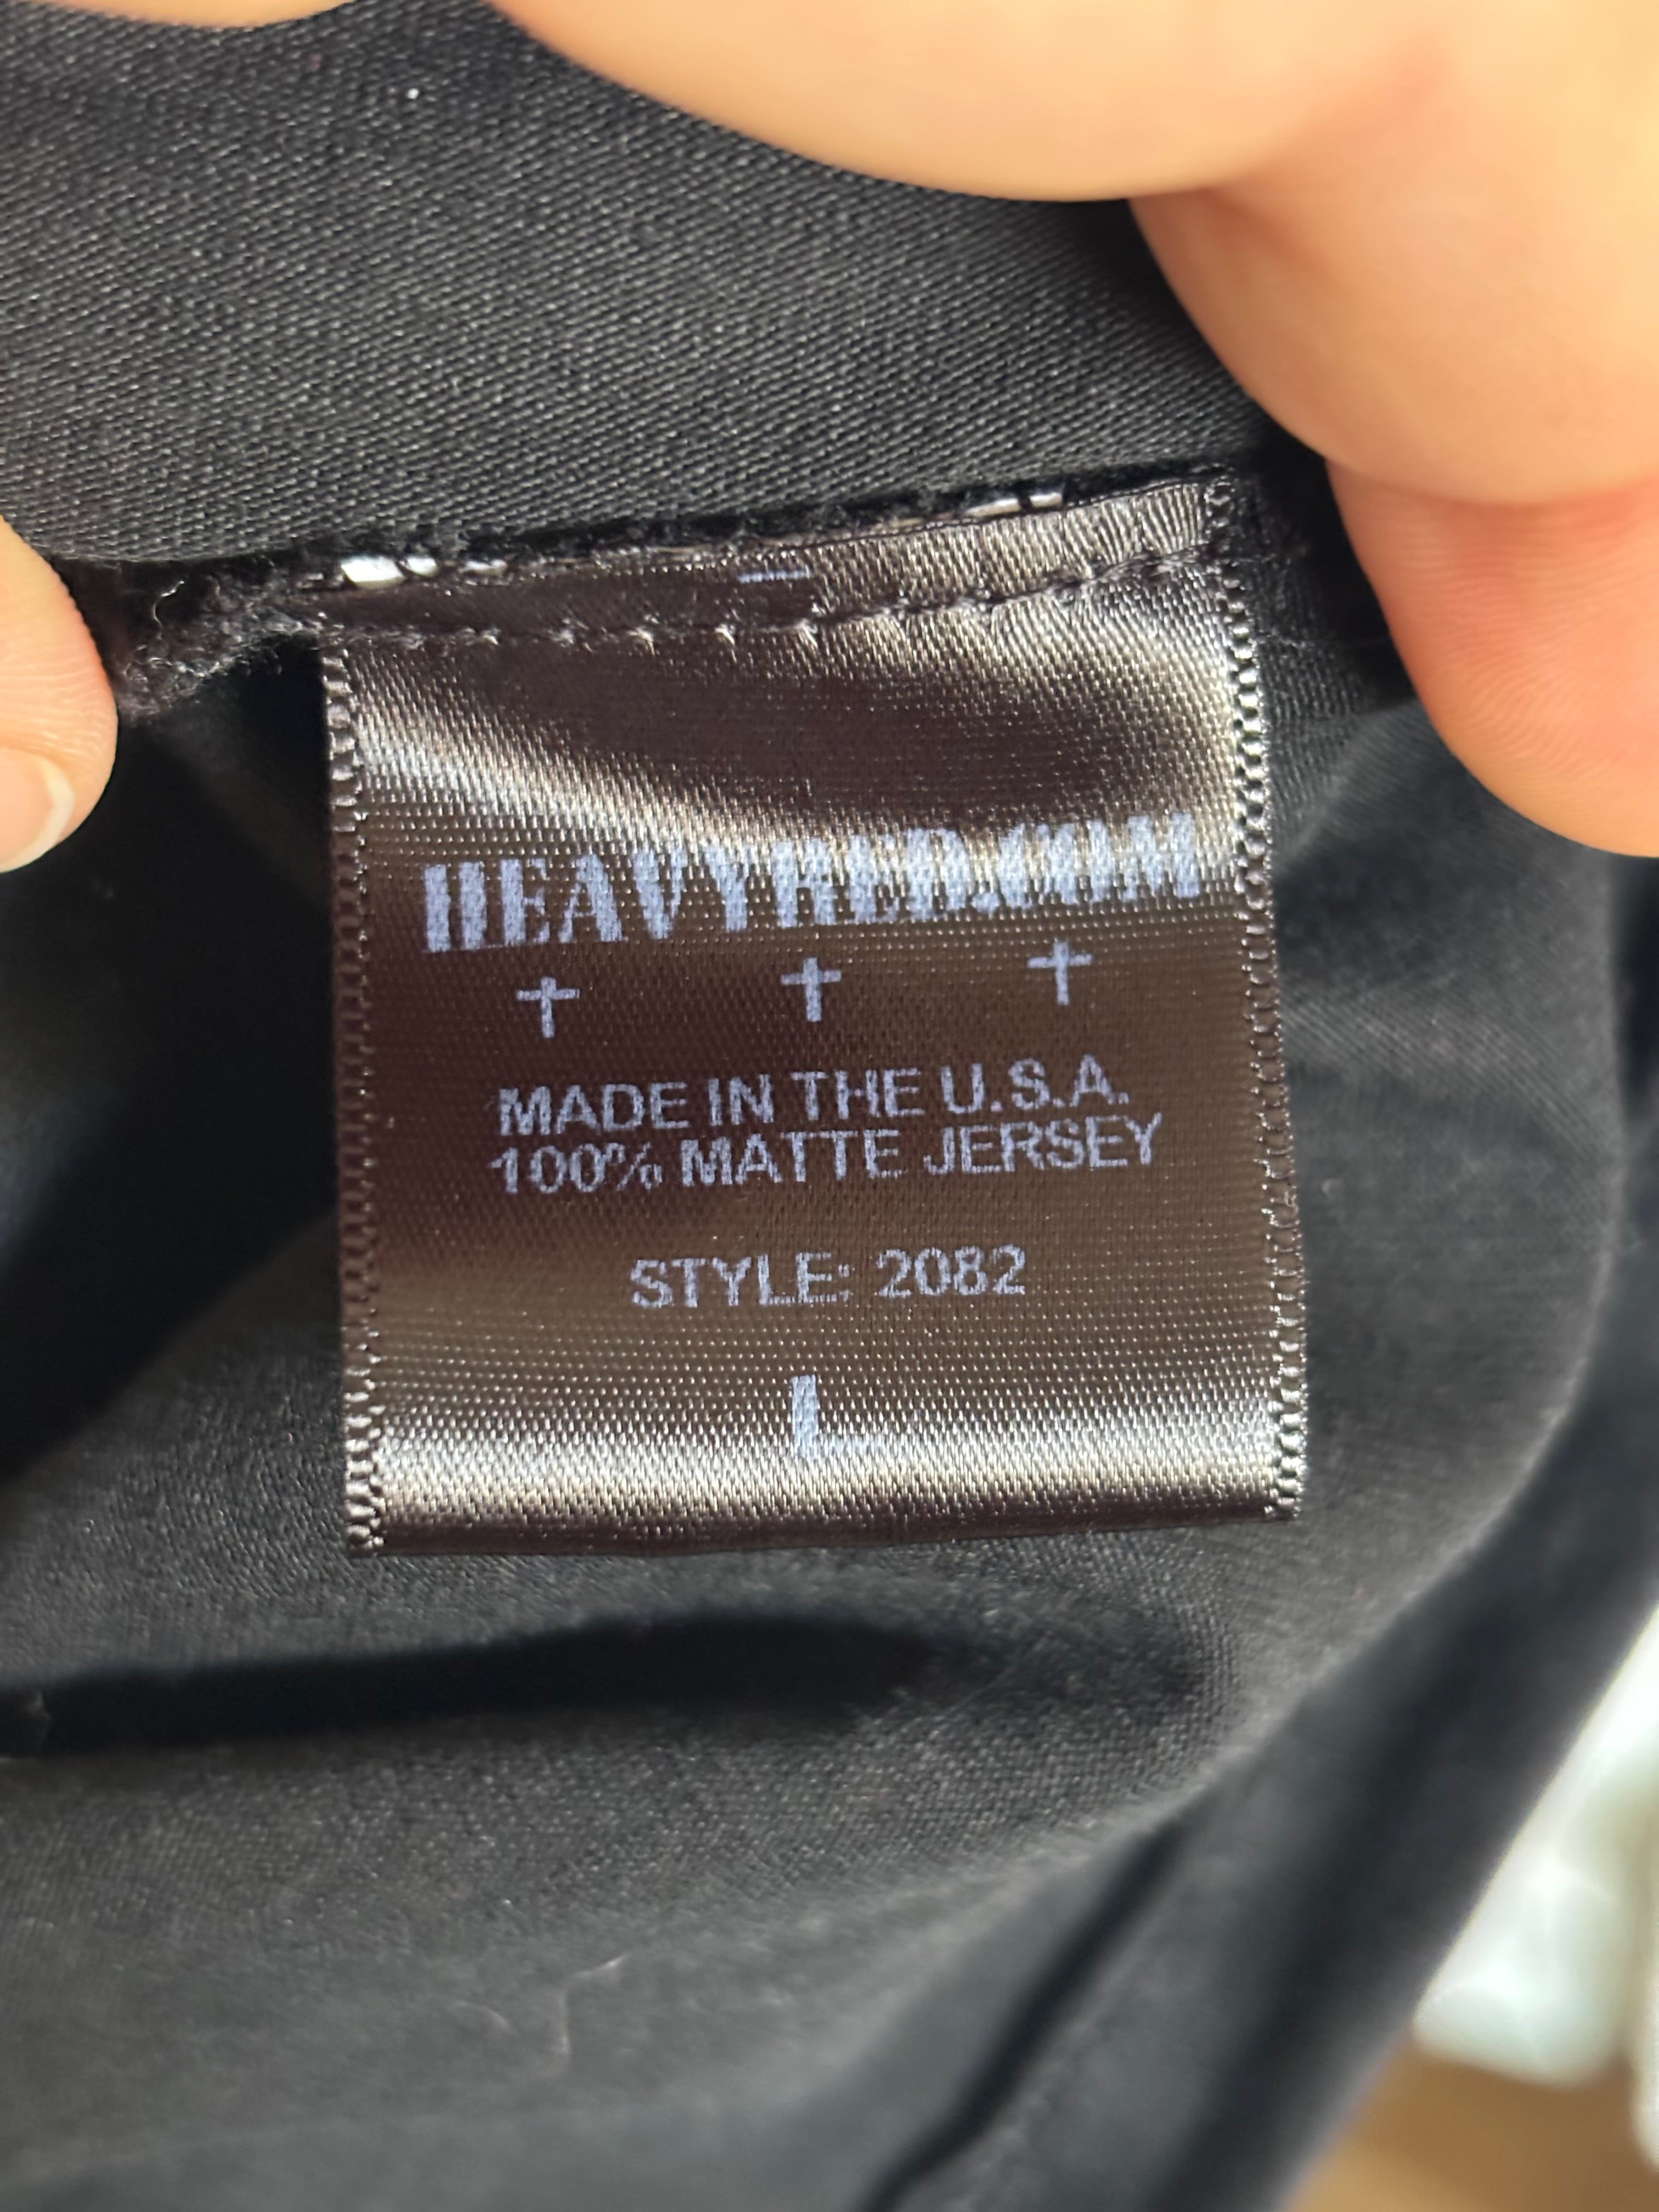 HEAVYRED.COM
† † †
MADE IN THE U.S.A.
100% MATTE JERSEY
STYLE: 2082
L